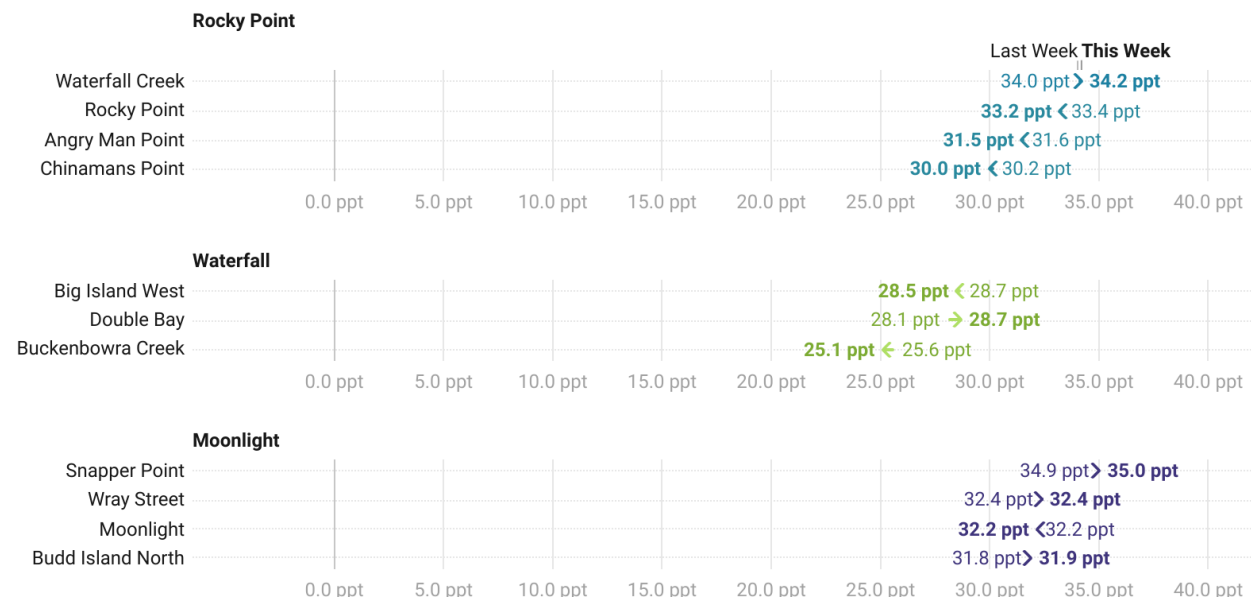 Rocky Point
Last Week This Week
Waterfall Creek 34.0 ppt 34.2 ppt
Rocky Point 33.2 ppt 33.4 ppt
Angry Man Point 31.5 ppt 31.6 ppt
Chinamans Point 30.0 ppt 30.2 ppt
0.0 ppt 5.0 ppt 10.0 ppt 15.0 ppt 20.0 ppt 25.0 ppt 30.0 ppt 35.0 ppt 40.0 ppt
Waterfall
Big Island West 28.5 ppt 28.7 ppt
Double Bay 28.1 ppt 28.7 ppt
Buckenbowra Creek 25.1 ppt 25.6 ppt
0.0 ppt 5.0 ppt 10.0 ppt 15.0 ppt 20.0 ppt 25.0 ppt 30.0 ppt 35.0 ppt 40.0 ppt
Moonlight
Snapper Point 34.9 ppt 35.0 ppt
Wray Street 32.4 ppt 32.4 ppt
Moonlight 32.2 ppt 32.2 ppt
Budd Island North 31.8 ppt 31.9 ppt
0.0 ppt 5.0 ppt 10.0 ppt 15.0 ppt 20.0 ppt 25.0 ppt 30.0 ppt 35.0 ppt 40.0 ppt